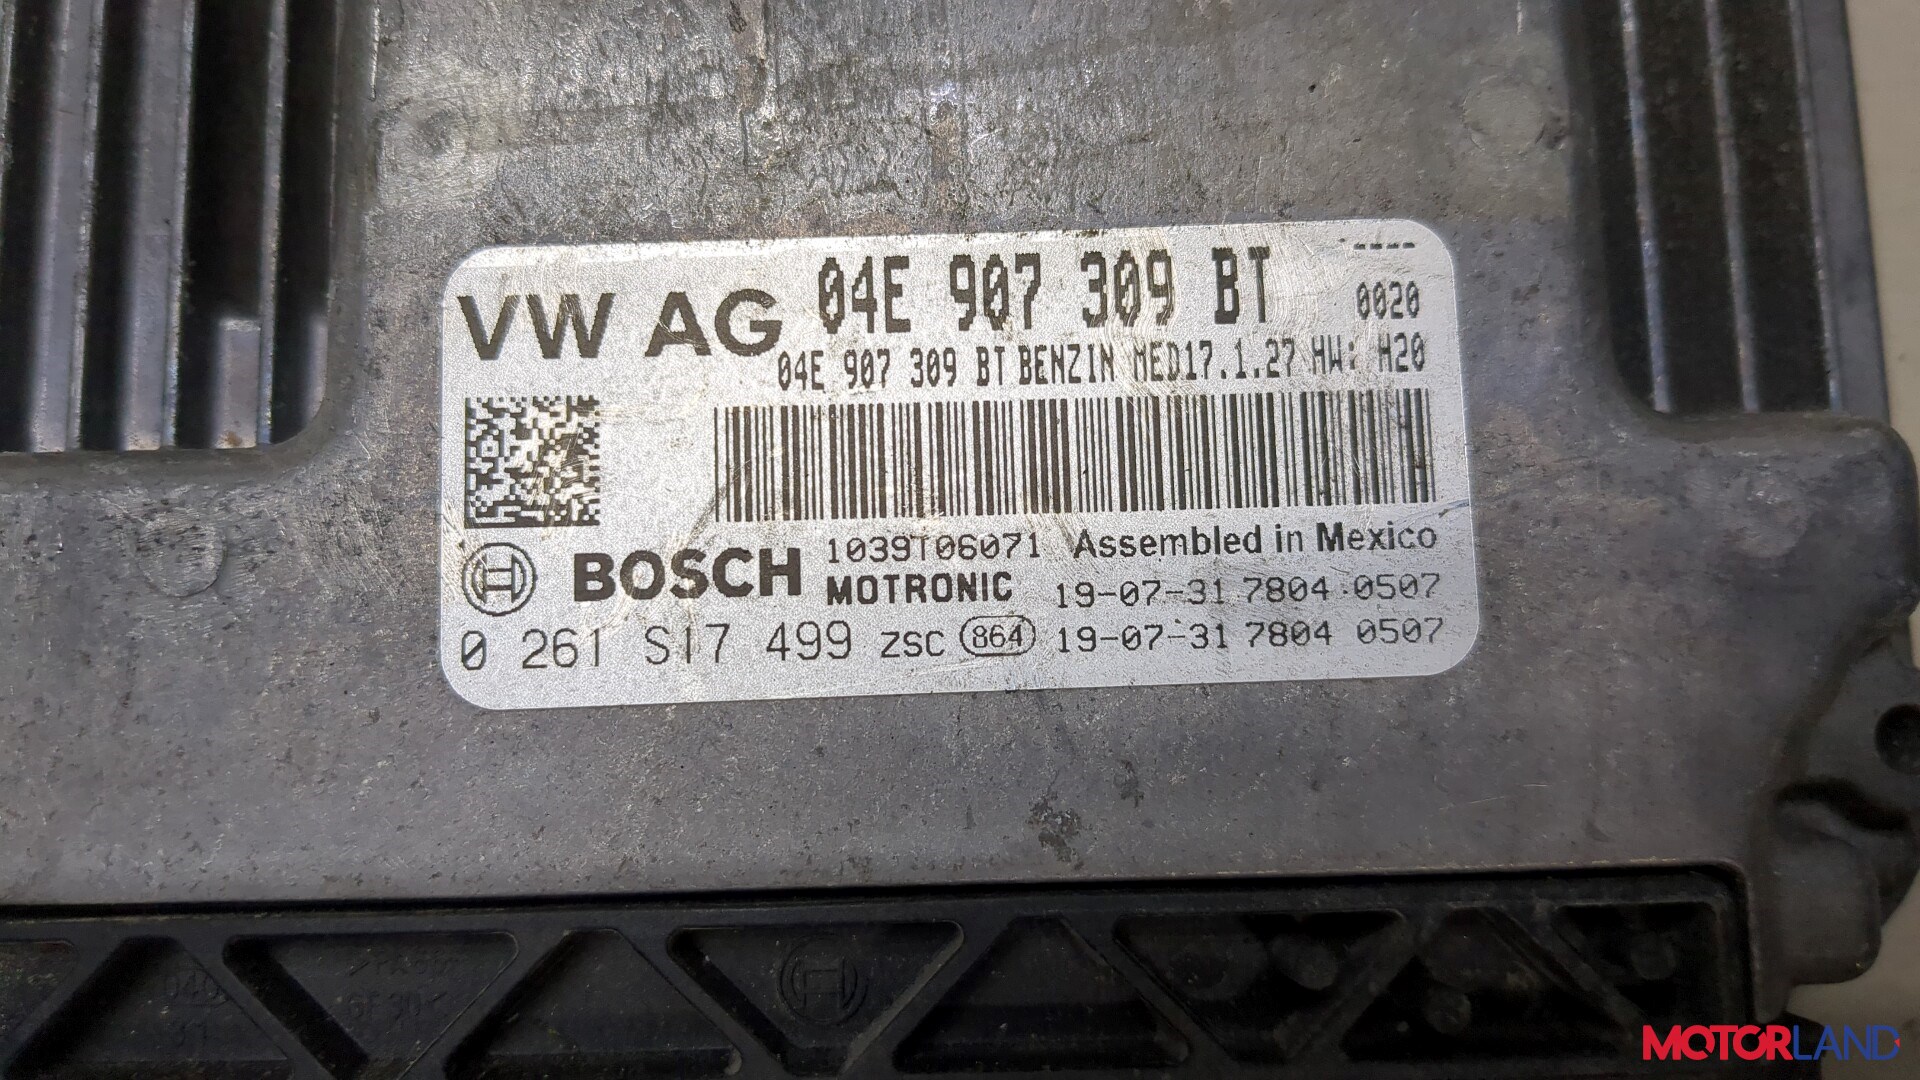 VW AG 04E 907 309 BT ----
0020
04E 907 309 BT BENZIN MED17.1.27 HW: H20
BOSCH 1039T06071 Assembled in Mexico
MOTRONIC 19-07-31 7804 0507
0 261 S17 499 ZSC 864 19-07-31 7804 0507
MOTORLAND